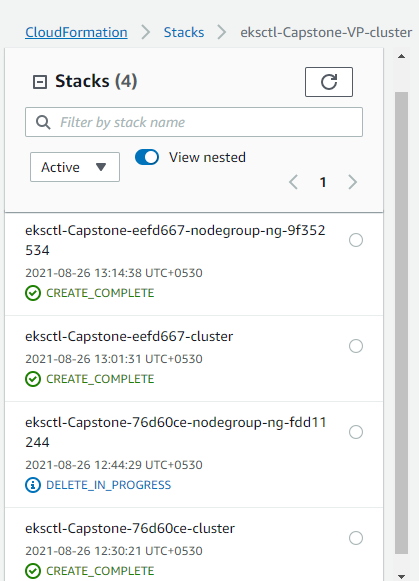 CloudFormation > Stacks > eksctl-Capstone-VP-cluster
Stacks (4)
Filter by stack name
Active ▼
View nested
< 1 >
eksctl-Capstone-eefd667-nodegroup-ng-9f352
534
2021-08-26 13:14:38 UTC+0530
CREATE_COMPLETE
eksctl-Capstone-eefd667-cluster
2021-08-26 13:01:31 UTC+0530
CREATE_COMPLETE
eksctl-Capstone-76d60ce-nodegroup-ng-fdd11
244
2021-08-26 12:44:29 UTC+0530
DELETE_IN_PROGRESS
eksctl-Capstone-76d60ce-cluster
2021-08-26 12:30:21 UTC+0530
CREATE_COMPLETE